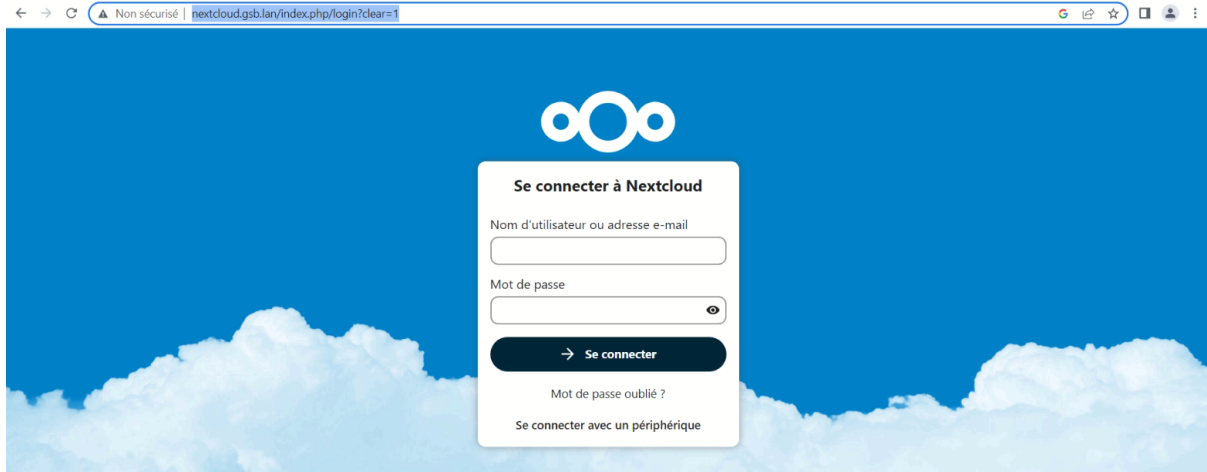 Non sécurisé | nextcloud.gsb.lan/index.php/login?clear=1
Se connecter à Nextcloud
Nom d'utilisateur ou adresse e-mail
Mot de passe
Se connecter
Mot de passe oublié ?
Se connecter avec un périphérique